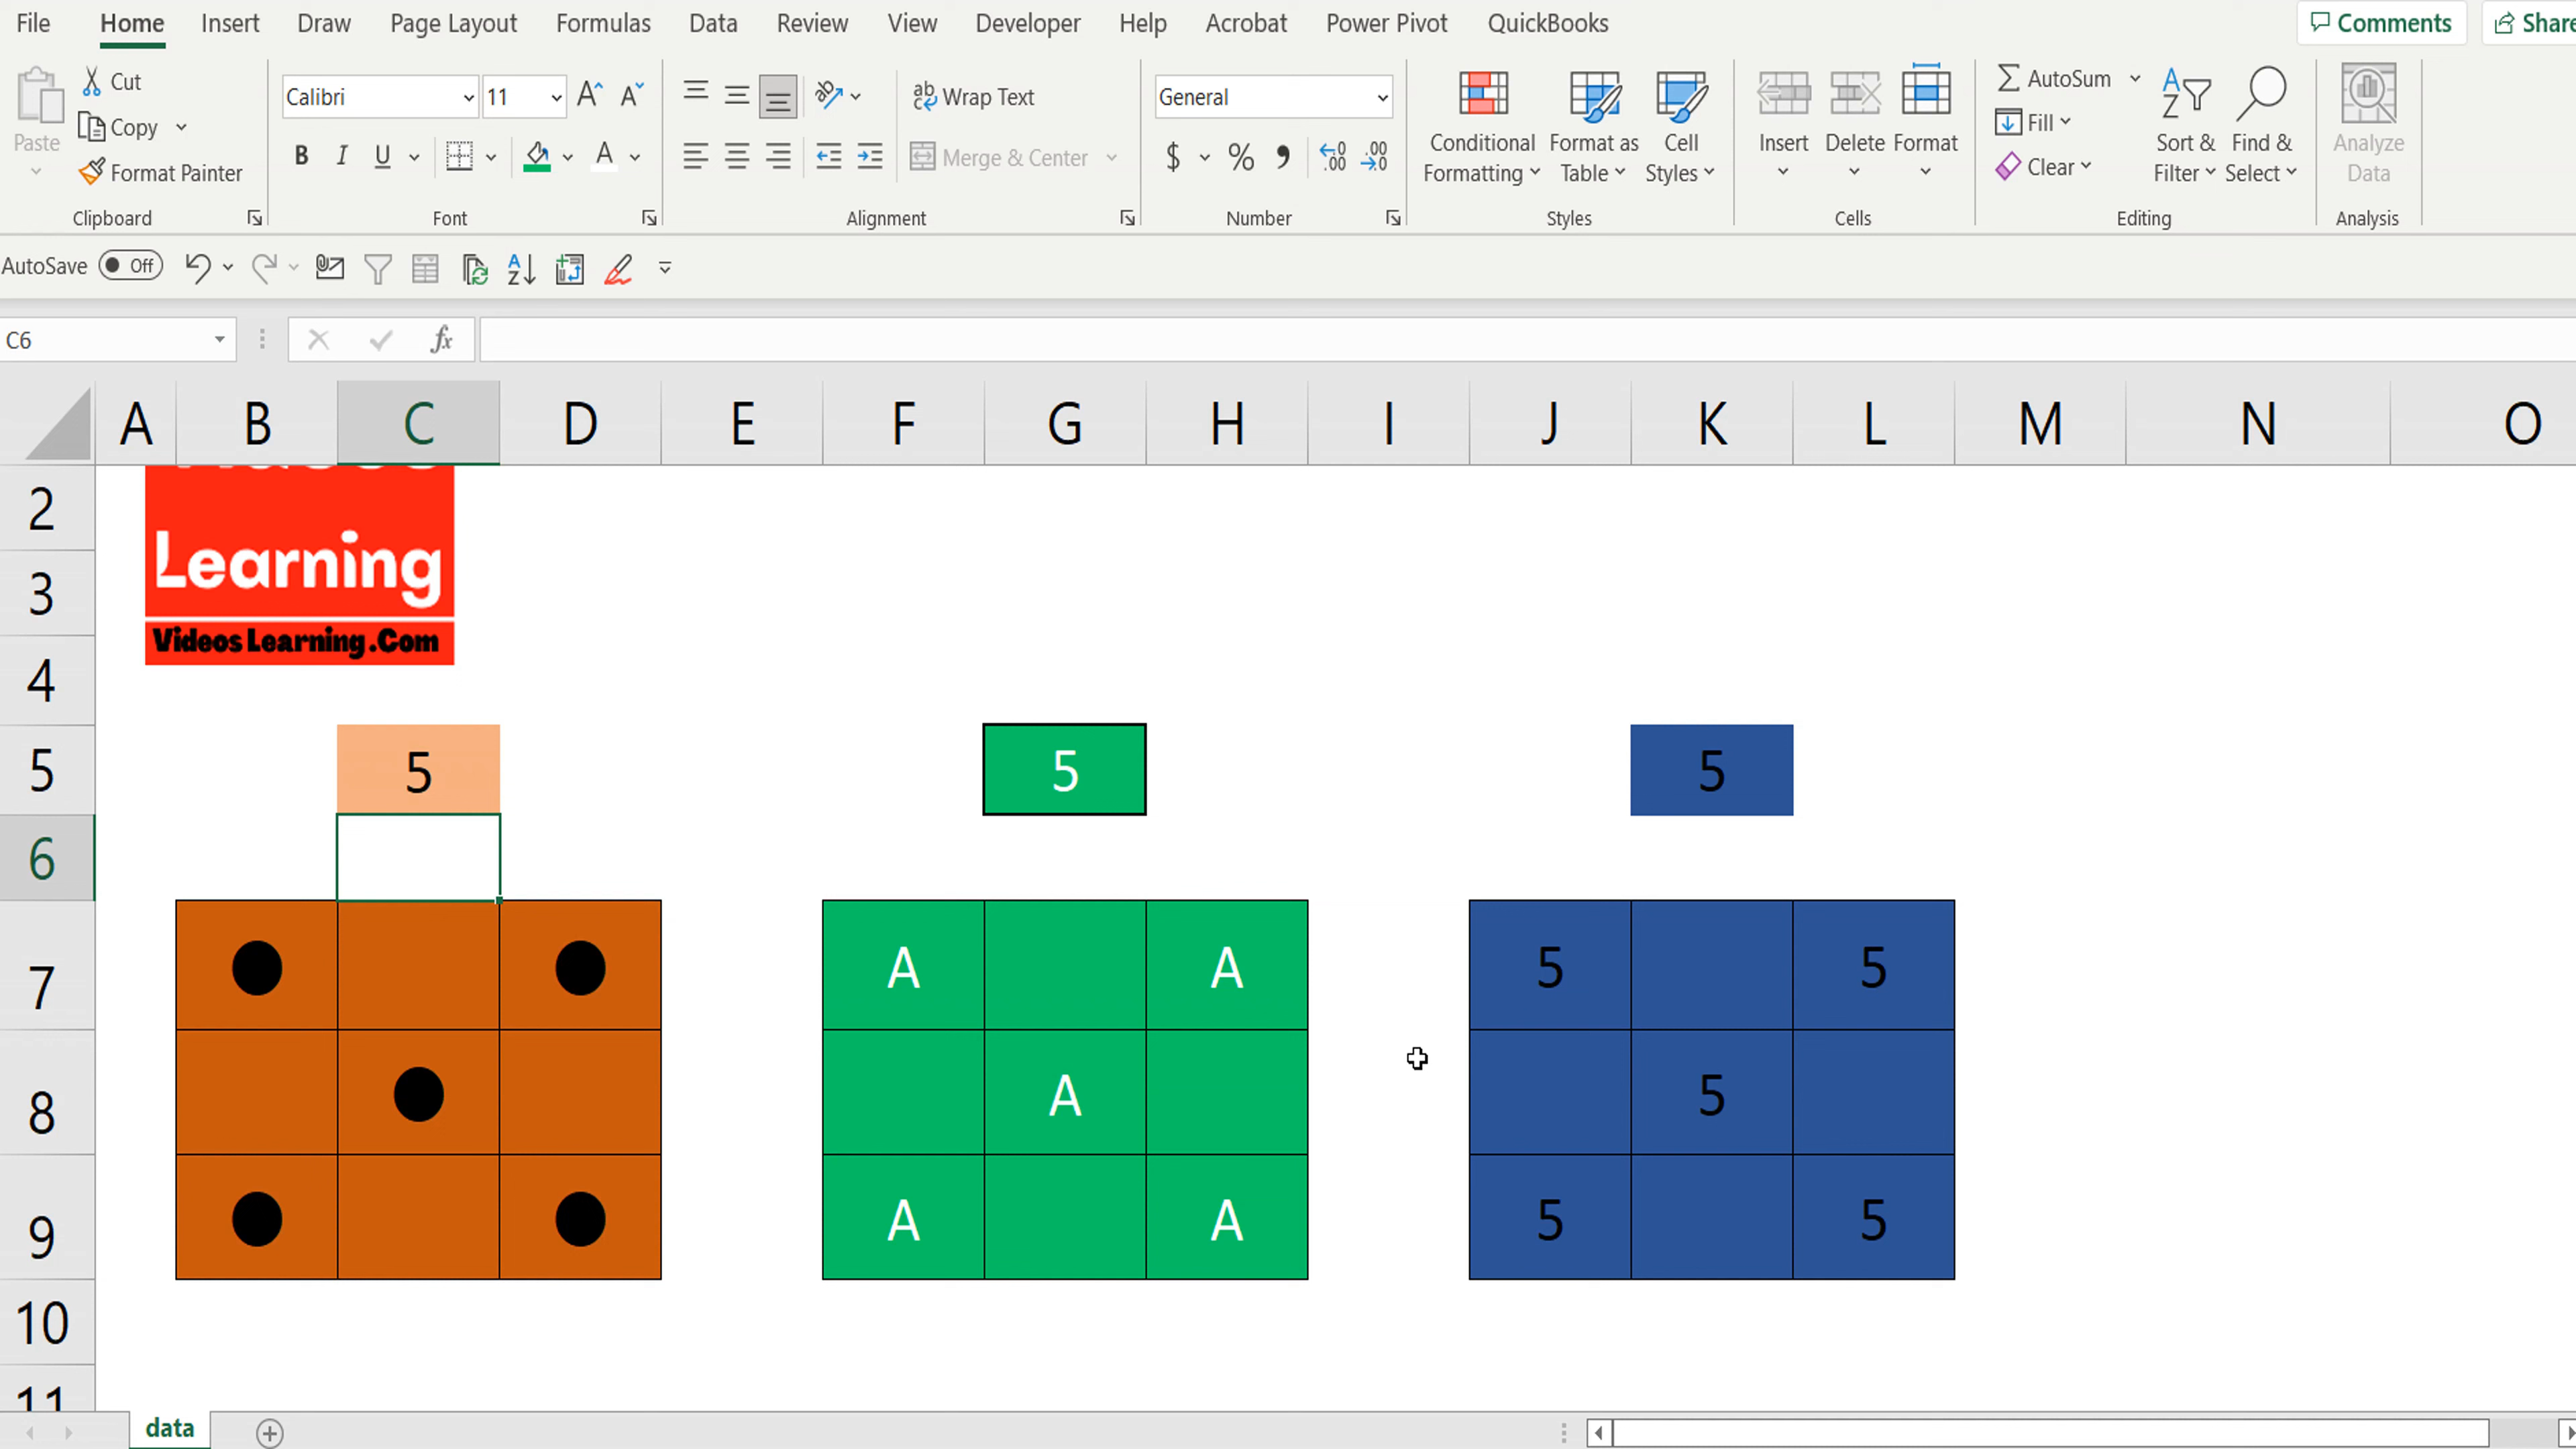 File Home Insert Draw Page Layout Formulas Data Review View Developer Help Acrobat Power Pivot QuickBooks Comments Share
Cut
Copy
Format Painter
Paste
Clipboard
Calibri 11
B I U
Font
Wrap Text
Merge & Center
Alignment
General
$ % ,
Number
Conditional Formatting
Format as Table
Cell Styles
Styles
Insert Delete Format
Cells
AutoSum
Fill
Clear
Sort & Filter
Find & Select
Editing
Analyze Data
Analysis
AutoSave Off
C6 fx
A B C D E F G H I J K L M N O
2
Learning
3
Videos Learning .Com
4
5 5 5 5
6
7 A A 5 5
8 A 5
9 A A 5 5
10
11
data